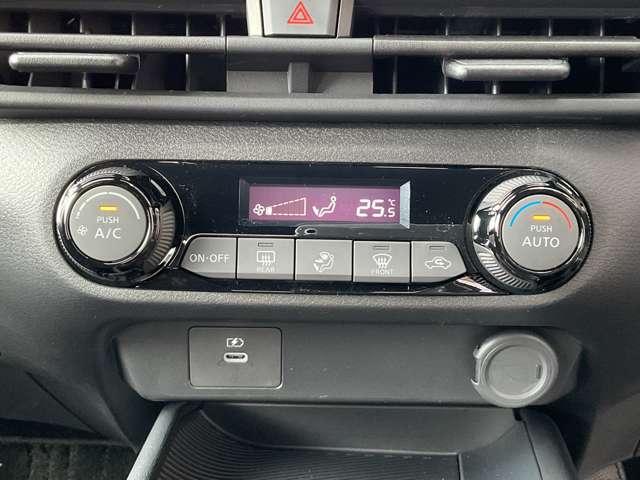 25.5 °C
PUSH
A/C
PUSH
AUTO
ON·OFF
REAR
FRONT